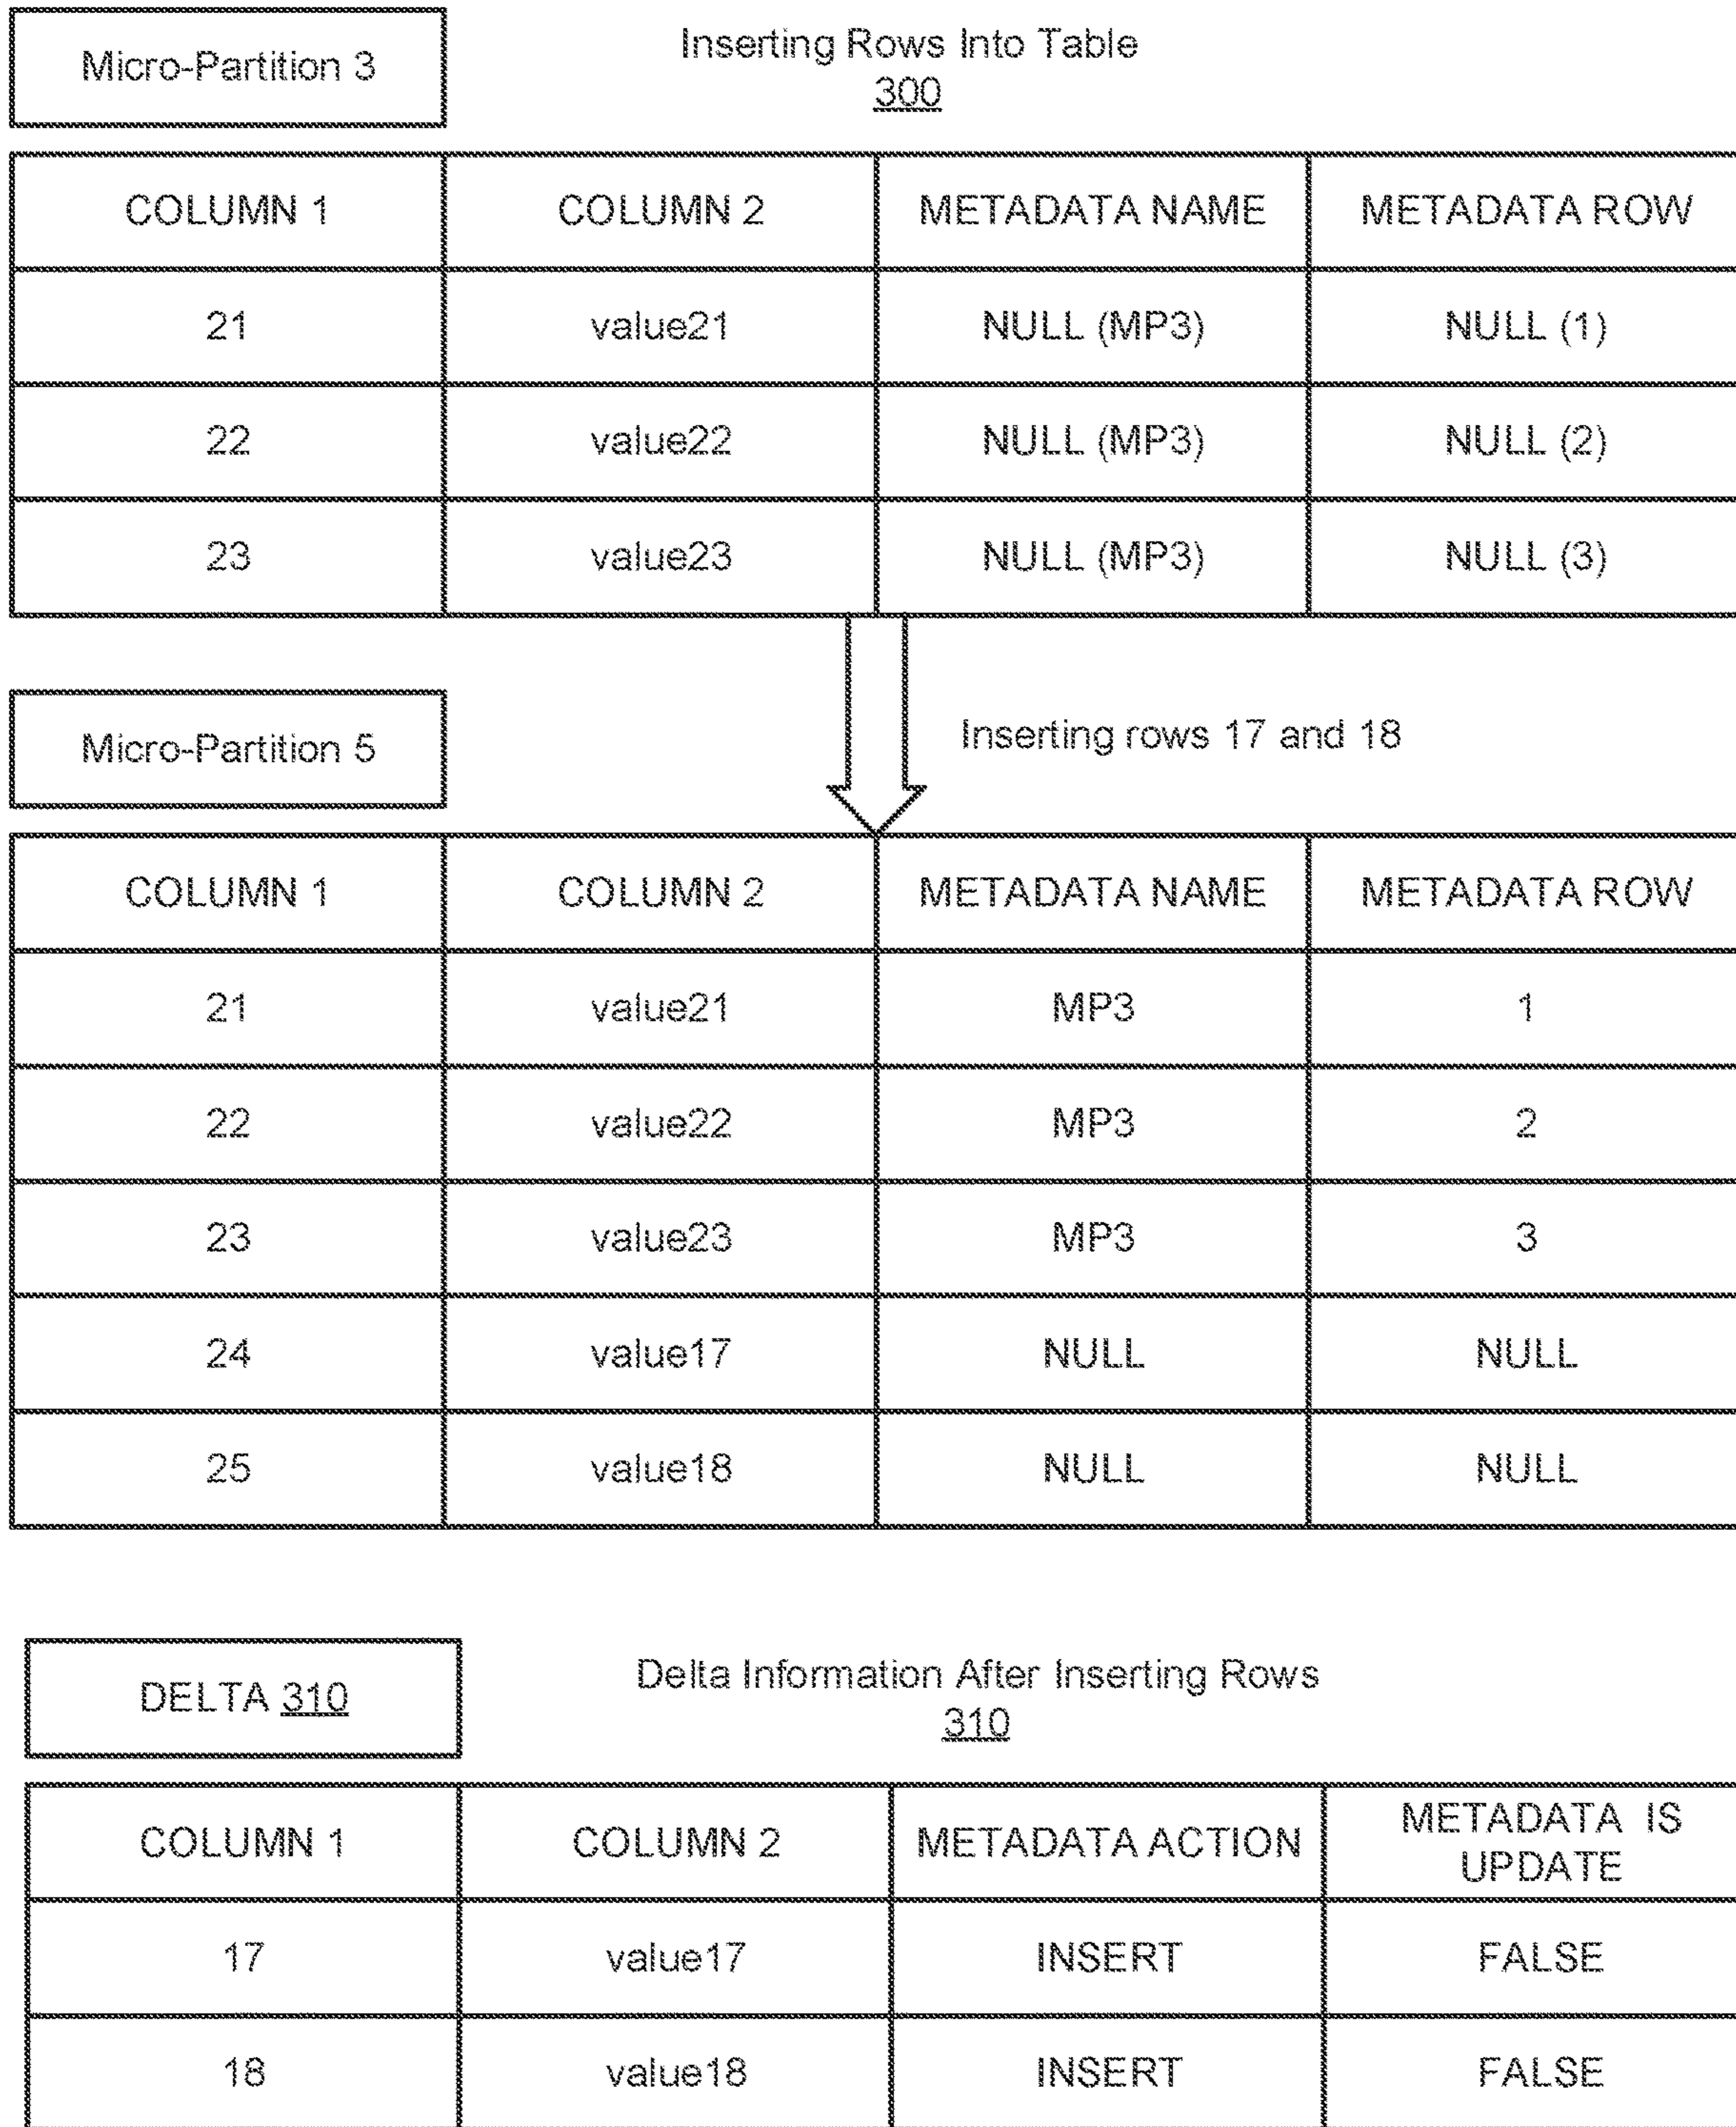 Micro-Partition 3
Inserting Rows Into Table
300
COLUMN 1 COLUMN 2 METADATA NAME METADATA ROW
21 value21 NULL (MP3) NULL (1)
22 value22 NULL (MP3) NULL (2)
23 value23 NULL (MP3) NULL (3)
Micro-Partition 5
Inserting rows 17 and 18
COLUMN 1 COLUMN 2 METADATA NAME METADATA ROW
21 value21 MP3 1
22 value22 MP3 2
23 value23 MP3 3
24 value17 NULL NULL
25 value18 NULL NULL
DELTA 310
Delta Information After Inserting Rows
310
COLUMN 1 COLUMN 2 METADATA ACTION METADATA IS
UPDATE
17 value17 INSERT FALSE
18 value18 INSERT FALSE